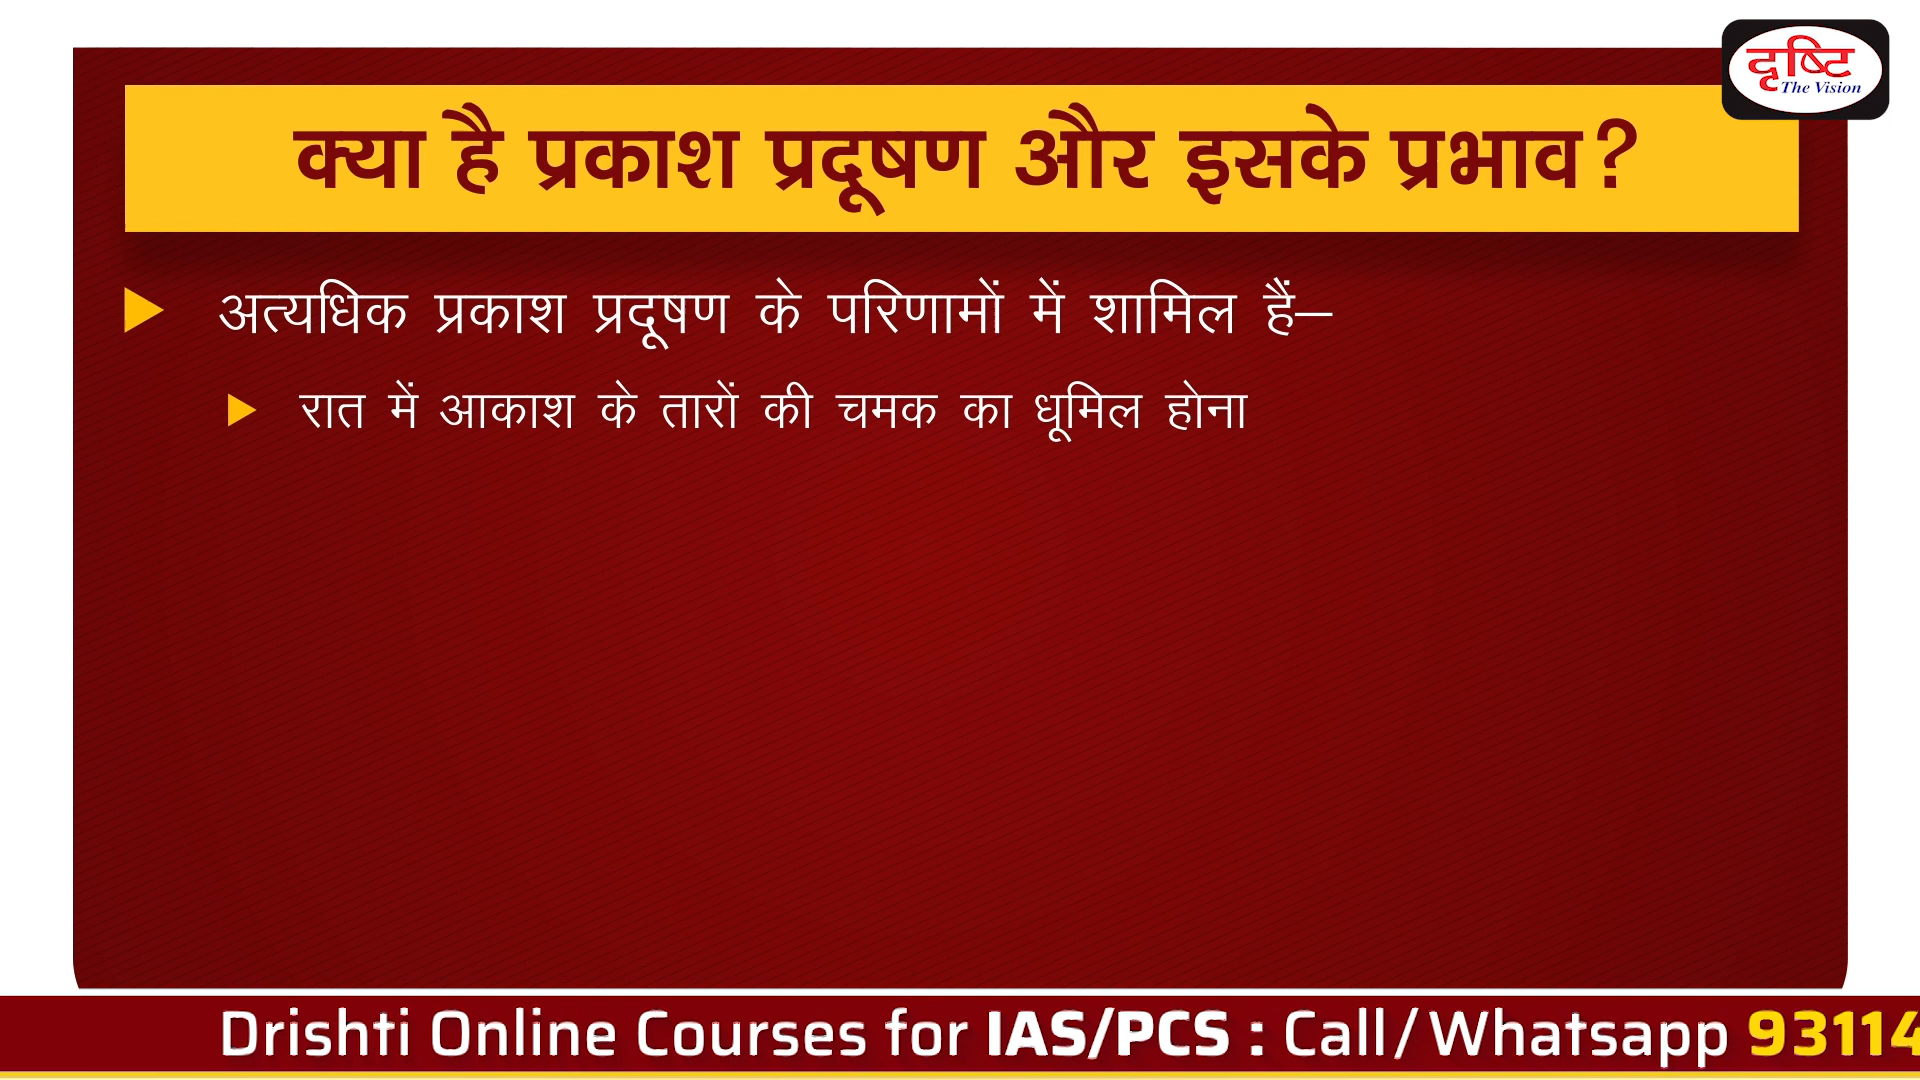 दृष्टि
The Vision
क्या है प्रकाश प्रदूषण और इसके प्रभाव?
अत्यधिक प्रकाश प्रदूषण के परिणामों में शामिल हैं–
रात में आकाश के तारों की चमक का धूमिल होना
Drishti Online Courses for IAS/PCS : Call/Whatsapp 93114